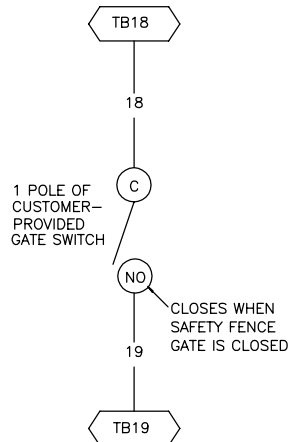 TB18
18
C
1 POLE OF
CUSTOMER–
PROVIDED
GATE SWITCH
NO
CLOSES WHEN
SAFETY FENCE
GATE IS CLOSED
19
TB19